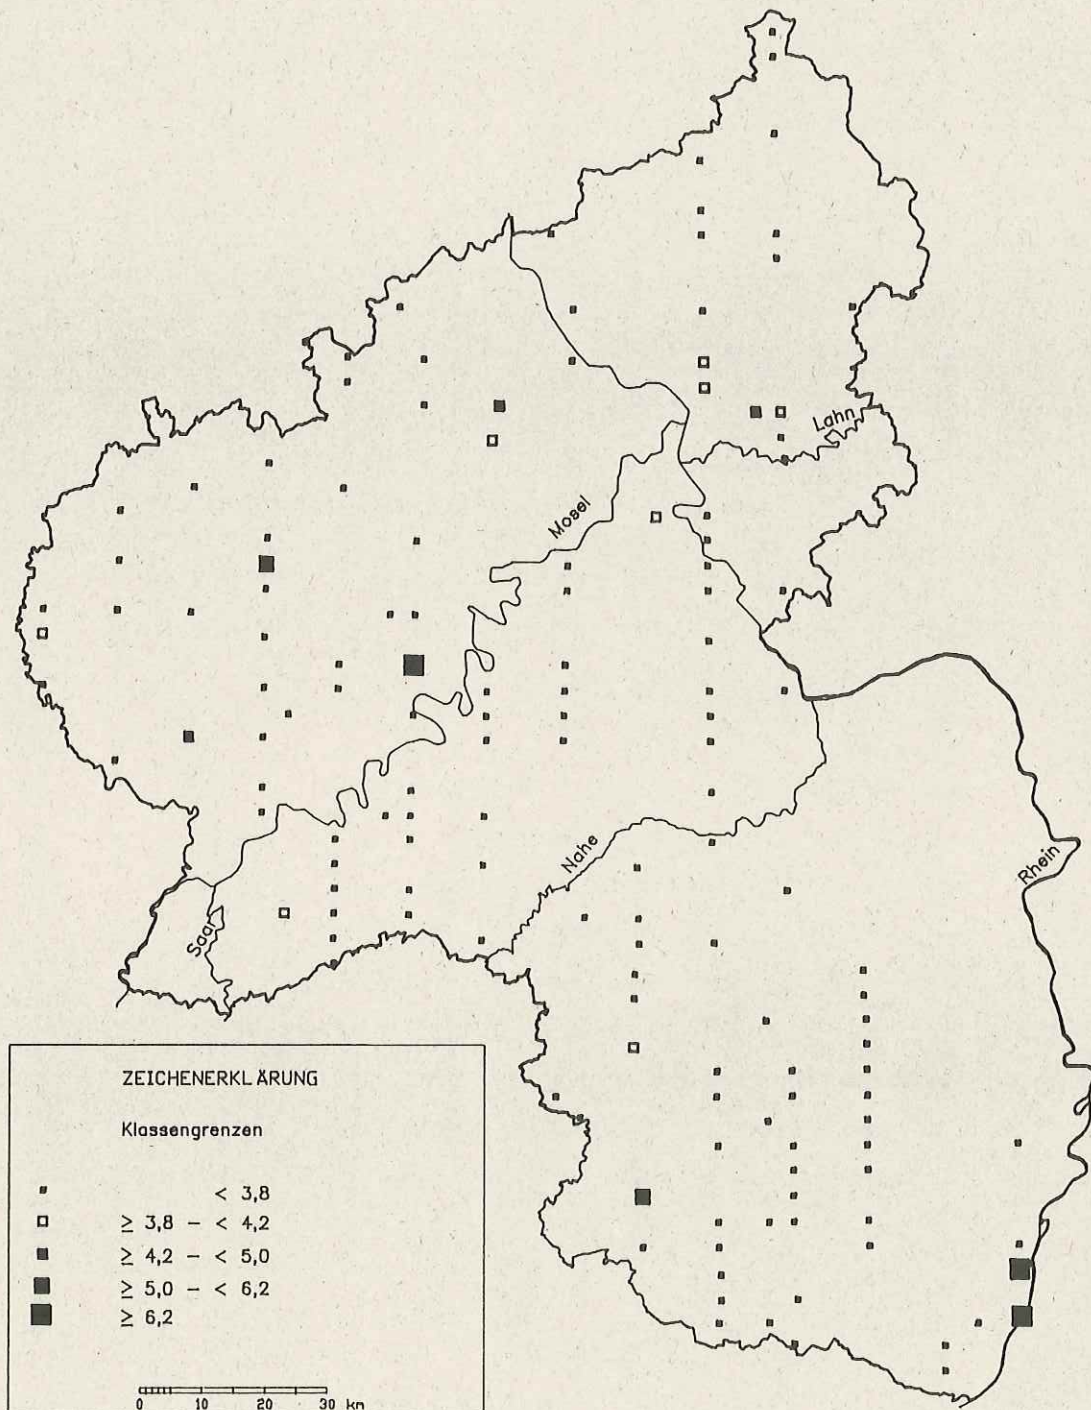 Lahn
Mosel
Nahe
Rhein
Saar
ZEICHENERKLÄRUNG
Klassengrenzen
< 3,8
≥ 3,8 - < 4,2
≥ 4,2 - < 5,0
≥ 5,0 - < 6,2
≥ 6,2
0 10 20 30 km